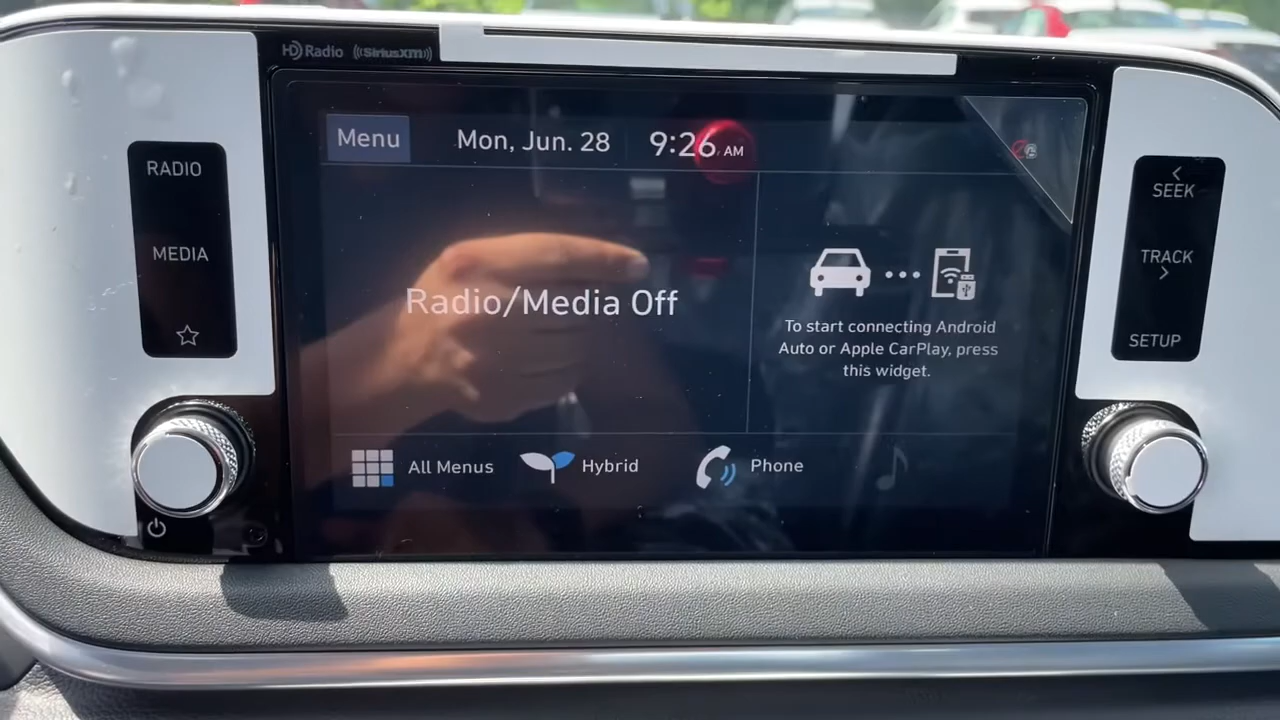 HD Radio SiriusXM
RADIO
MEDIA
Menu Mon, Jun. 28 9:26 AM
Radio/Media Off
To start connecting Android
Auto or Apple CarPlay, press
this widget.
All Menus Hybrid Phone
< SEEK
TRACK >
SETUP